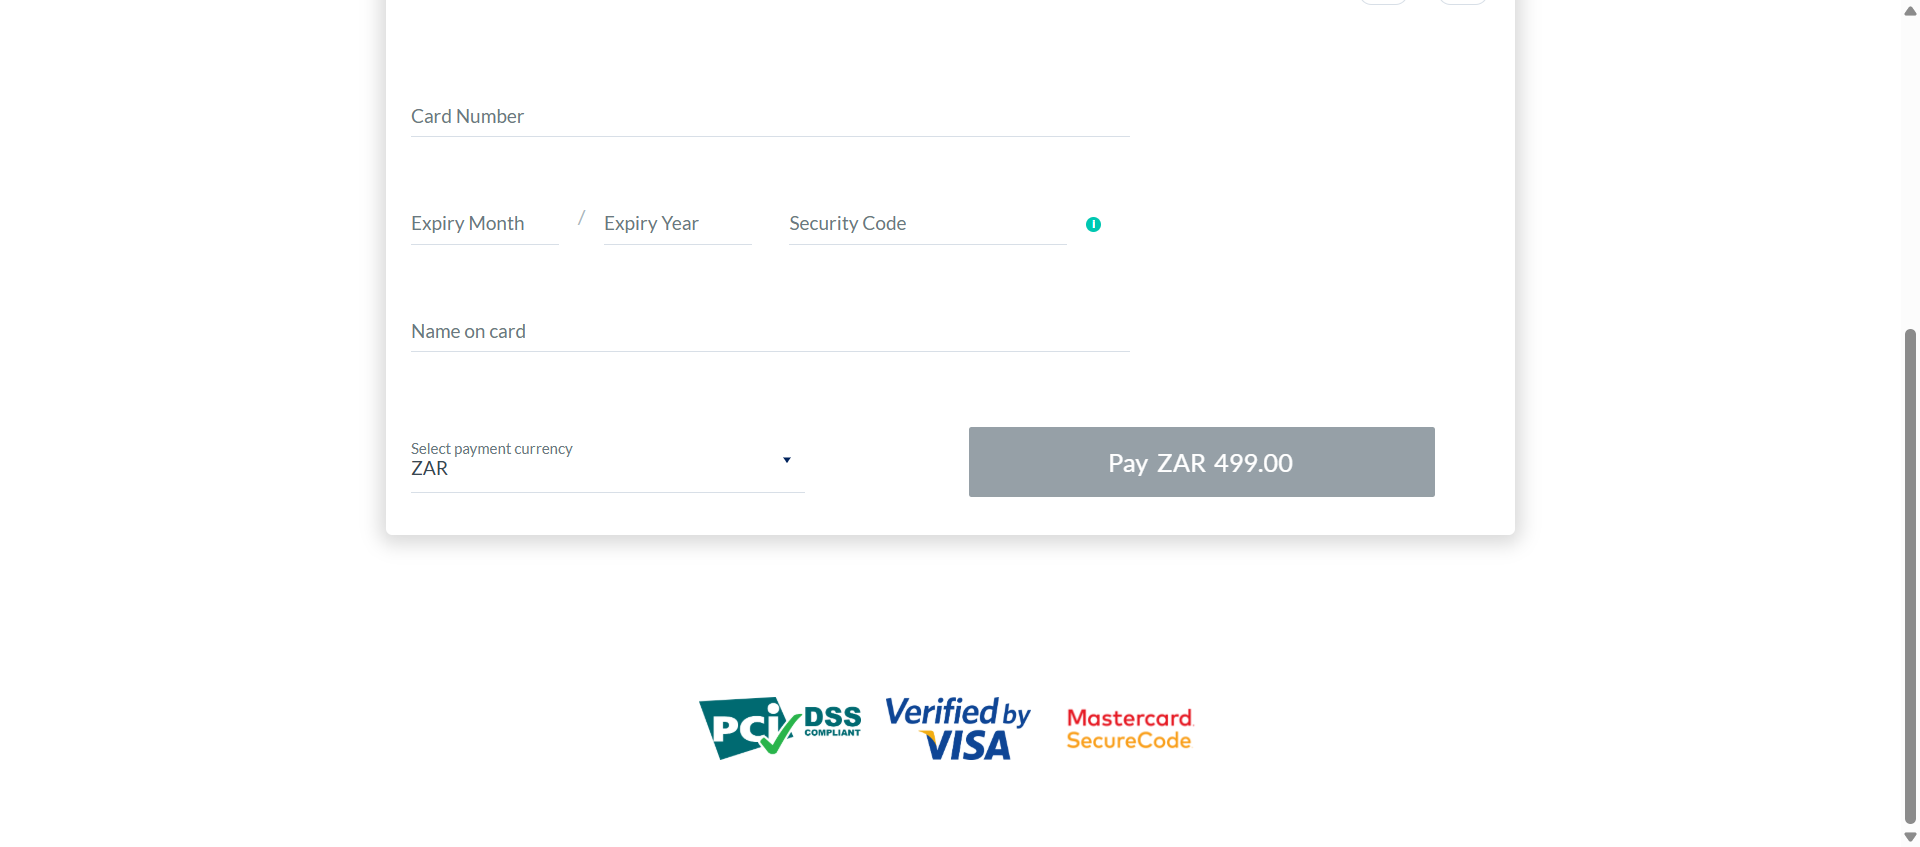 Card Number
Expiry Month / Expiry Year Security Code
Name on card
Select payment currency
ZAR
Pay ZAR 499.00
PCI DSS COMPLIANT
Verified by VISA
Mastercard SecureCode